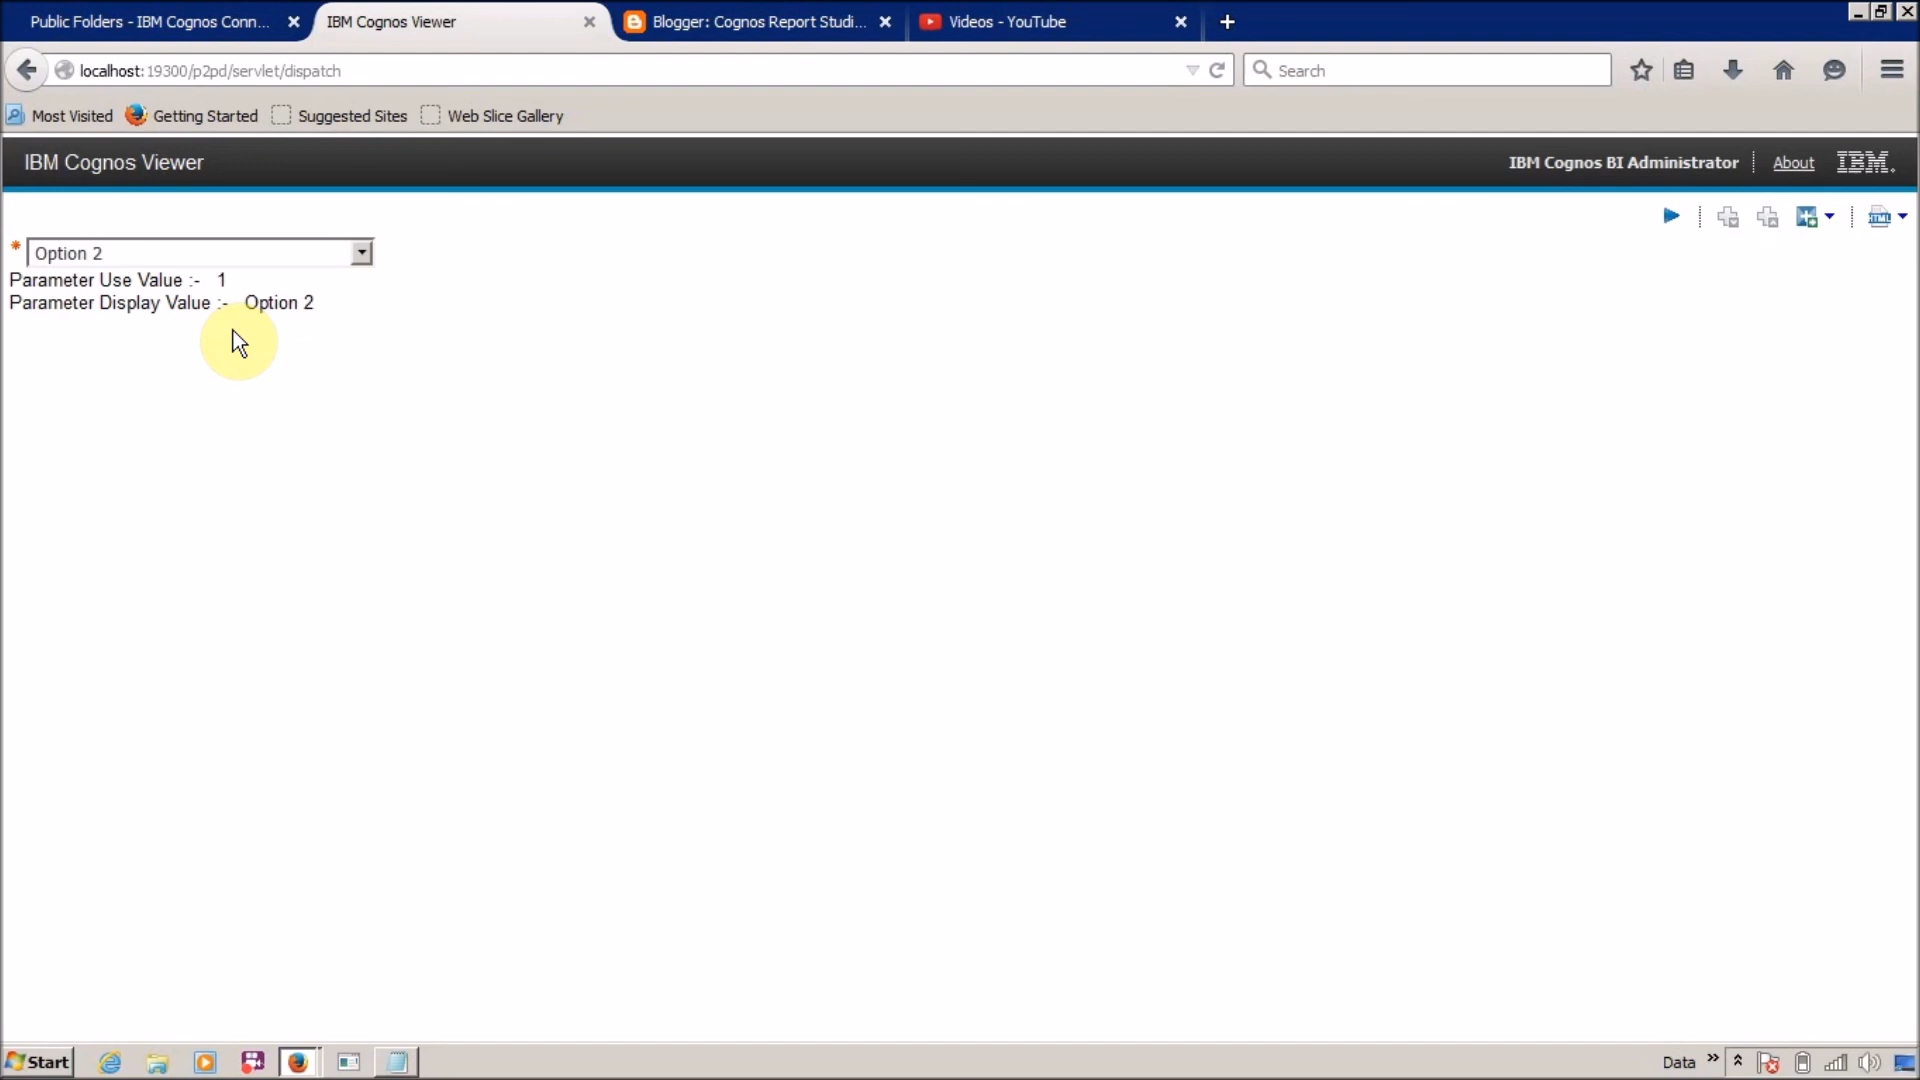 Public Folders - IBM Cognos Conn...
IBM Cognos Viewer
Blogger: Cognos Report Studi...
Videos - YouTube
localhost:19300/p2pd/servlet/dispatch
Search
Most Visited
Getting Started
Suggested Sites
Web Slice Gallery
IBM Cognos Viewer
IBM Cognos BI Administrator
About
IBM.
HTML
* Option 2
Parameter Use Value :- 1
Parameter Display Value :- Option 2
Start
Data